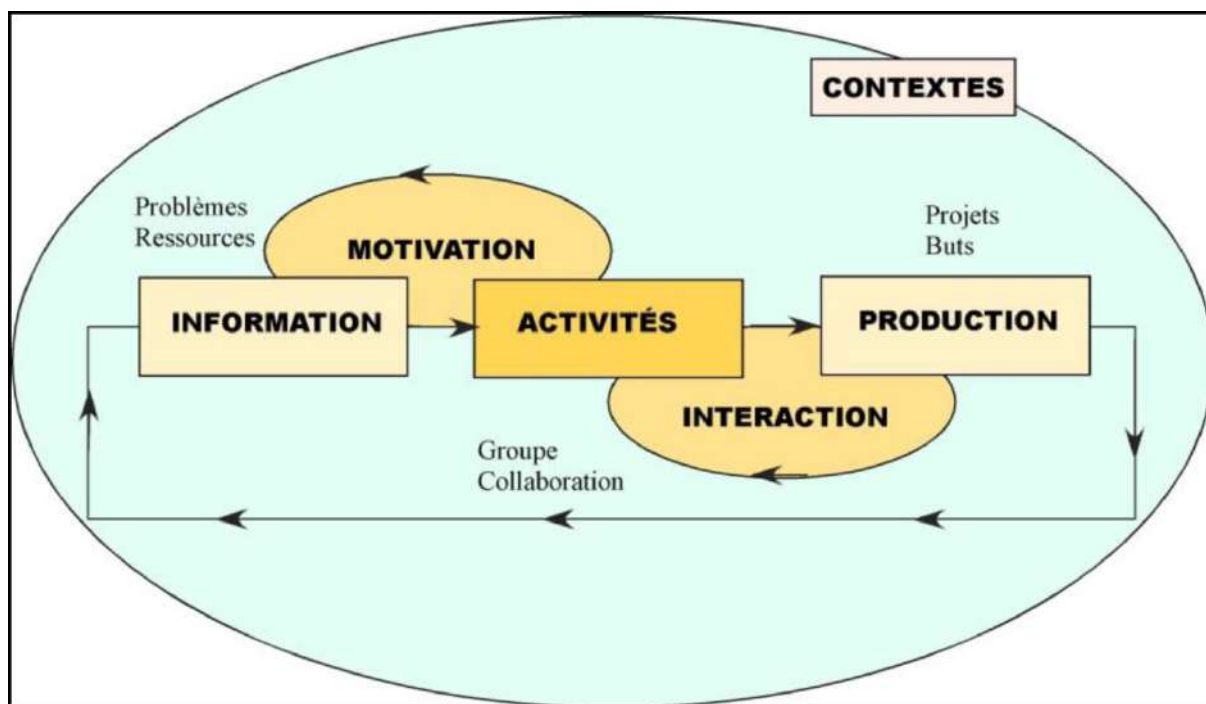 CONTEXTES
Problèmes
Ressources
MOTIVATION
Projets
Buts
INFORMATION
ACTIVITÉS
PRODUCTION
INTERACTION
Groupe
Collaboration